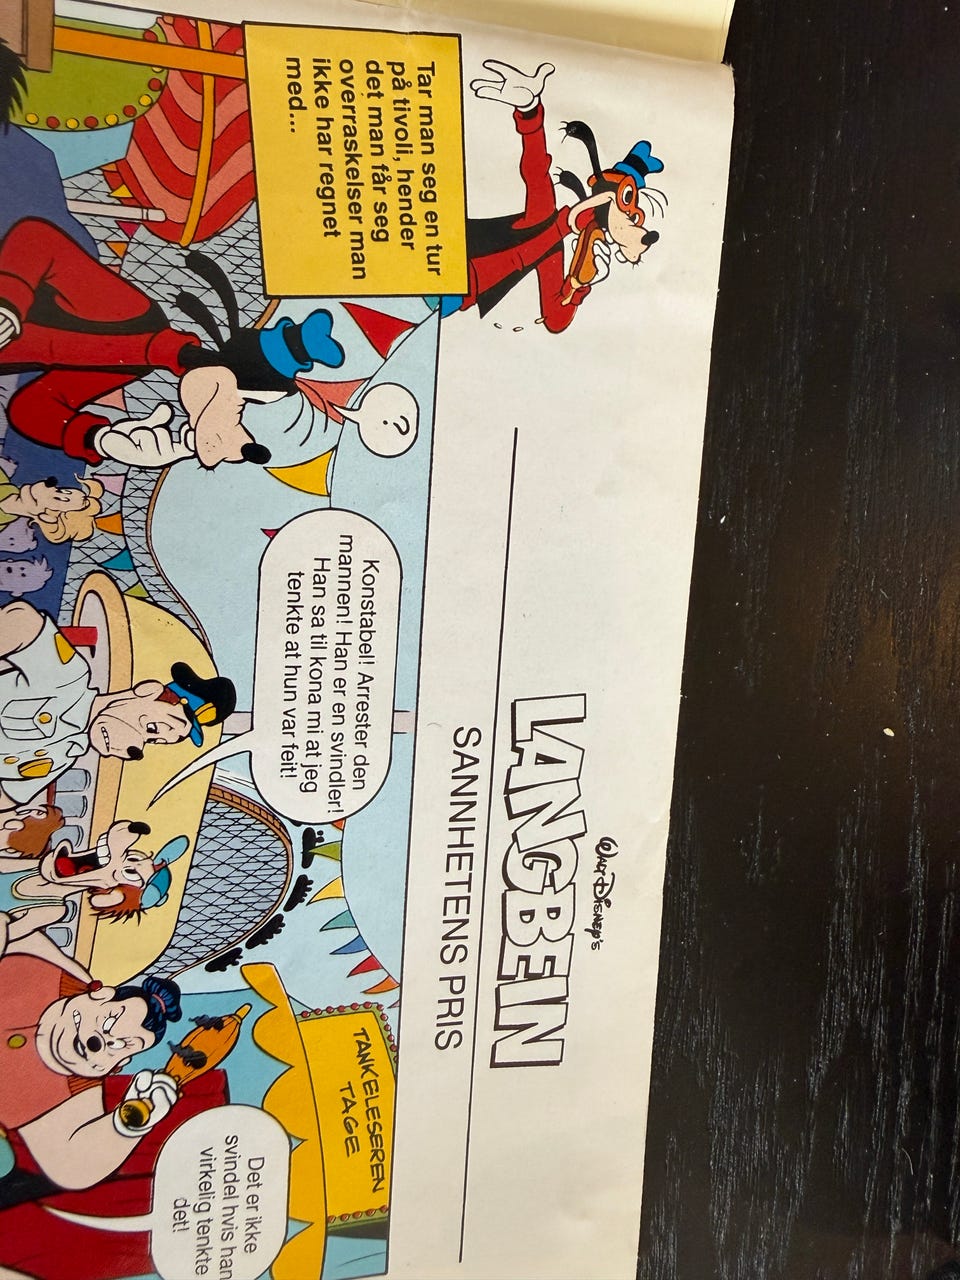 WALT DISNEY'S
LANGBEIN
SANNHETENS PRIS
Tar man seg en tur
på tivoli, hender
det man får seg
overraskelser man
ikke har regnet
med...
?
Konstabel! Arrester den
mannen! Han er en svindler!
Han sa til kona mi at jeg
tenkte at hun var feit!
TANKELESEREN
TAGE
Det er ikke
svindel hvis han
virkelig tenkte
det!